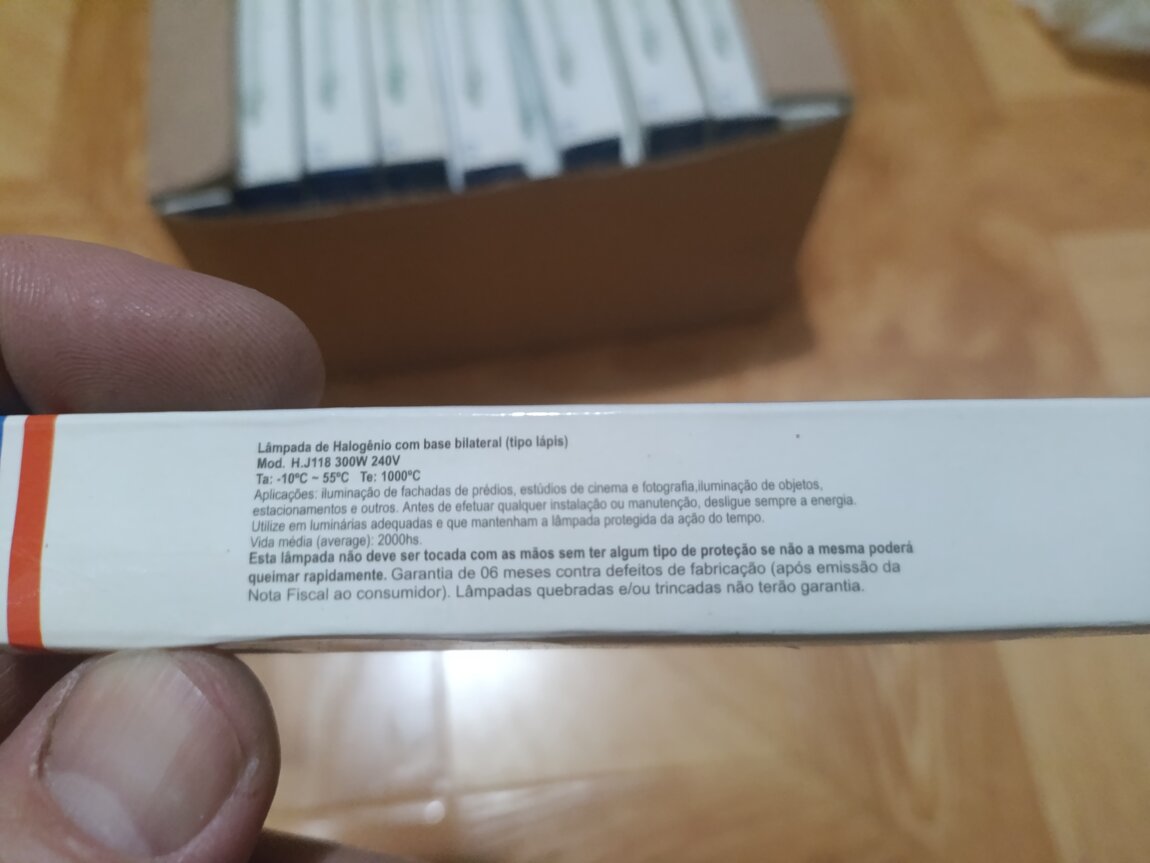 Lâmpada de Halogênio com base bilateral (tipo lápis)
Mod. H.J118 300W 240V
Ta: -10ºC ~ 55ºC Te: 1000ºC
Aplicações: iluminação de fachadas de prédios, estúdios de cinema e fotografia,iluminação de objetos,
estacionamentos e outros. Antes de efetuar qualquer instalação ou manutenção, desligue sempre a energia.
Utilize em luminárias adequadas e que mantenham a lâmpada protegida da ação do tempo.
Vida média (average): 2000hs.
Esta lâmpada não deve ser tocada com as mãos sem ter algum tipo de proteção se não a mesma poderá
queimar rapidamente. Garantia de 06 meses contra defeitos de fabricação (após emissão da
Nota Fiscal ao consumidor). Lâmpadas quebradas e/ou trincadas não terão garantia.